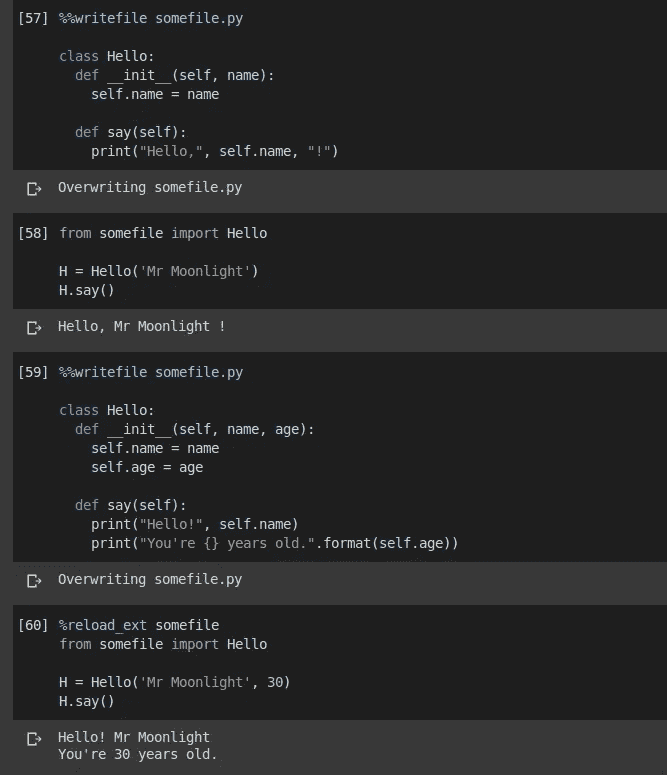 [57] %%writefile somefile.py
class Hello:
  def __init__(self, name):
    self.name = name
  def say(self):
    print("Hello,", self.name, "!")
Overwriting somefile.py
[58] from somefile import Hello
H = Hello('Mr Moonlight')
H.say()
Hello, Mr Moonlight !
[59] %%writefile somefile.py
class Hello:
  def __init__(self, name, age):
    self.name = name
    self.age = age
  def say(self):
    print("Hello!", self.name)
    print("You're {} years old.".format(self.age))
Overwriting somefile.py
[60] %reload_ext somefile
from somefile import Hello
H = Hello('Mr Moonlight', 30)
H.say()
Hello! Mr Moonlight
You're 30 years old.